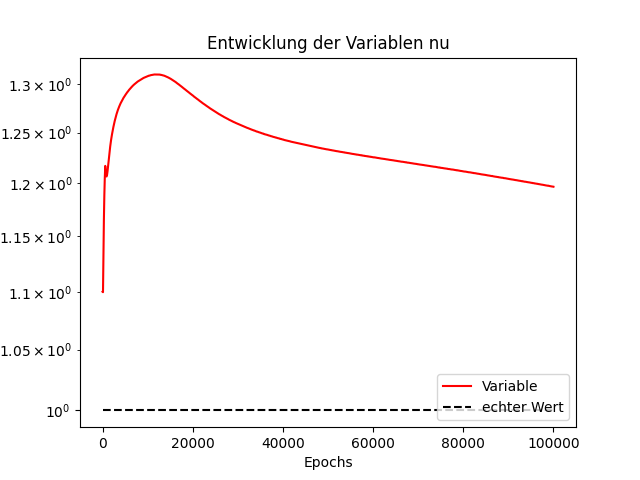 Entwicklung der Variablen nu
1.3 × 10⁰
1.25 × 10⁰
1.2 × 10⁰
1.15 × 10⁰
1.1 × 10⁰
1.05 × 10⁰
10⁰
Variable
echter Wert
0 20000 40000 60000 80000 100000
Epochs